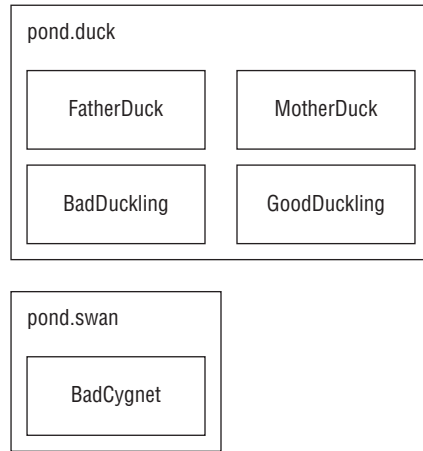 pond.duck
FatherDuck
MotherDuck
BadDuckling
GoodDuckling
pond.swan
BadCygnet